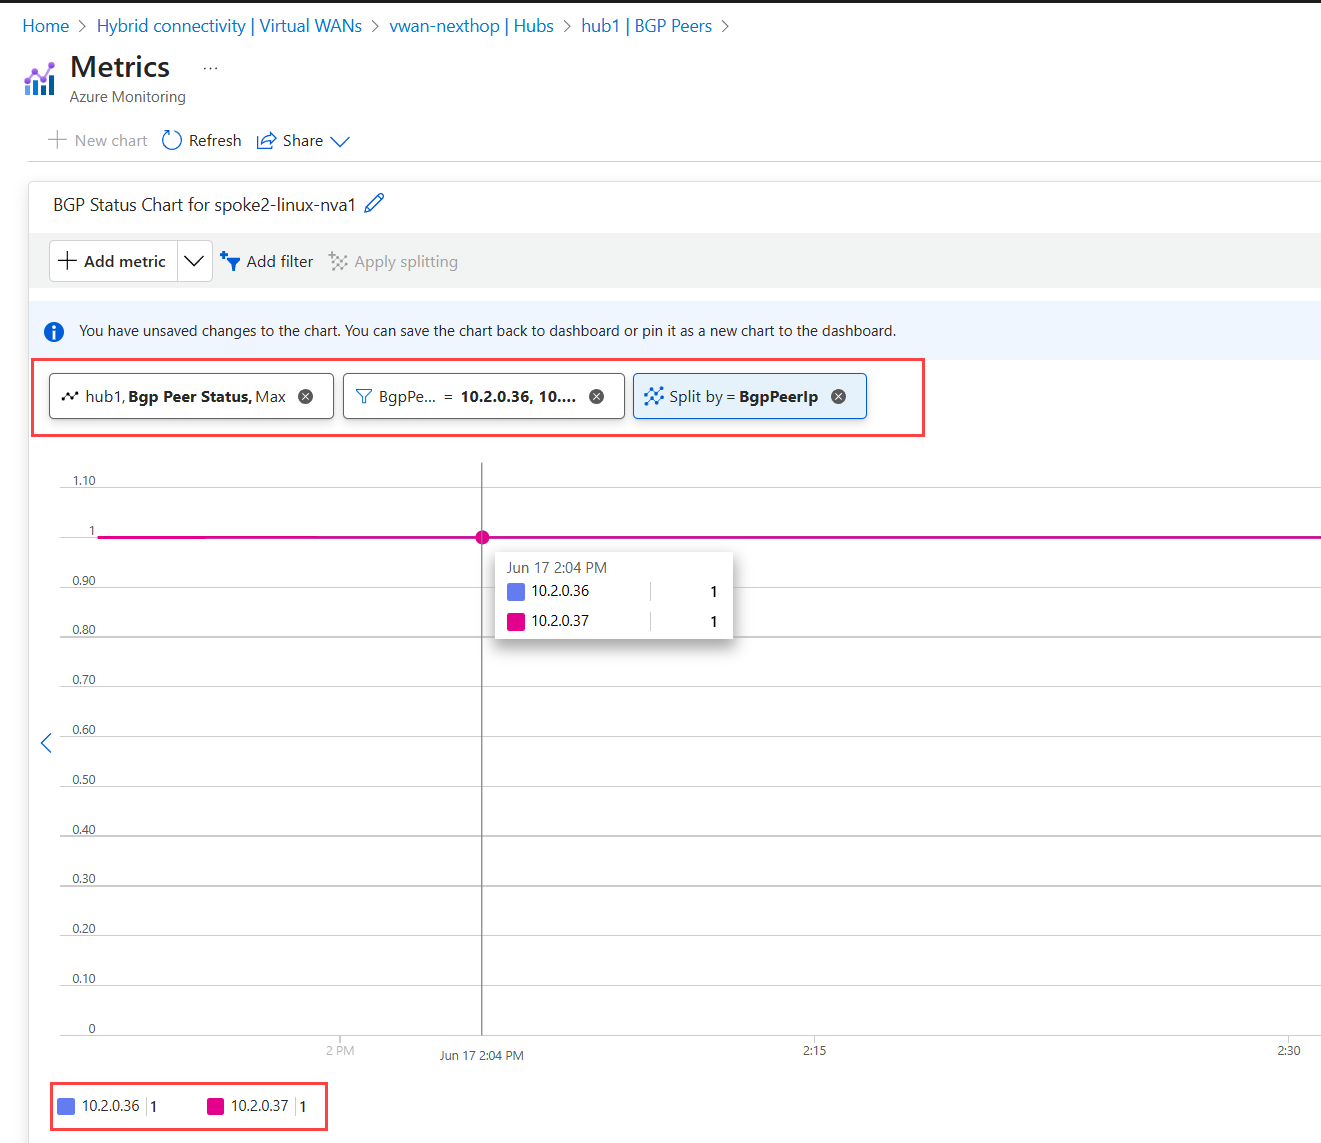 Home > Hybrid connectivity | Virtual WANs > vwan-nexthop | Hubs > hub1 | BGP Peers >
Metrics ...
Azure Monitoring
New chart Refresh Share
BGP Status Chart for spoke2-linux-nva1
Add metric Add filter Apply splitting
You have unsaved changes to the chart. You can save the chart back to dashboard or pin it as a new chart to the dashboard.
hub1, Bgp Peer Status, Max BgpPe... = 10.2.0.36, 10.... Split by = BgpPeerIp
1.10
1
0.90
0.80
0.70
0.60
0.50
0.40
0.30
0.20
0.10
0
Jun 17 2:04 PM
10.2.0.36 1
10.2.0.37 1
2 PM Jun 17 2:04 PM 2:15 2:30
10.2.0.36 1 10.2.0.37 1